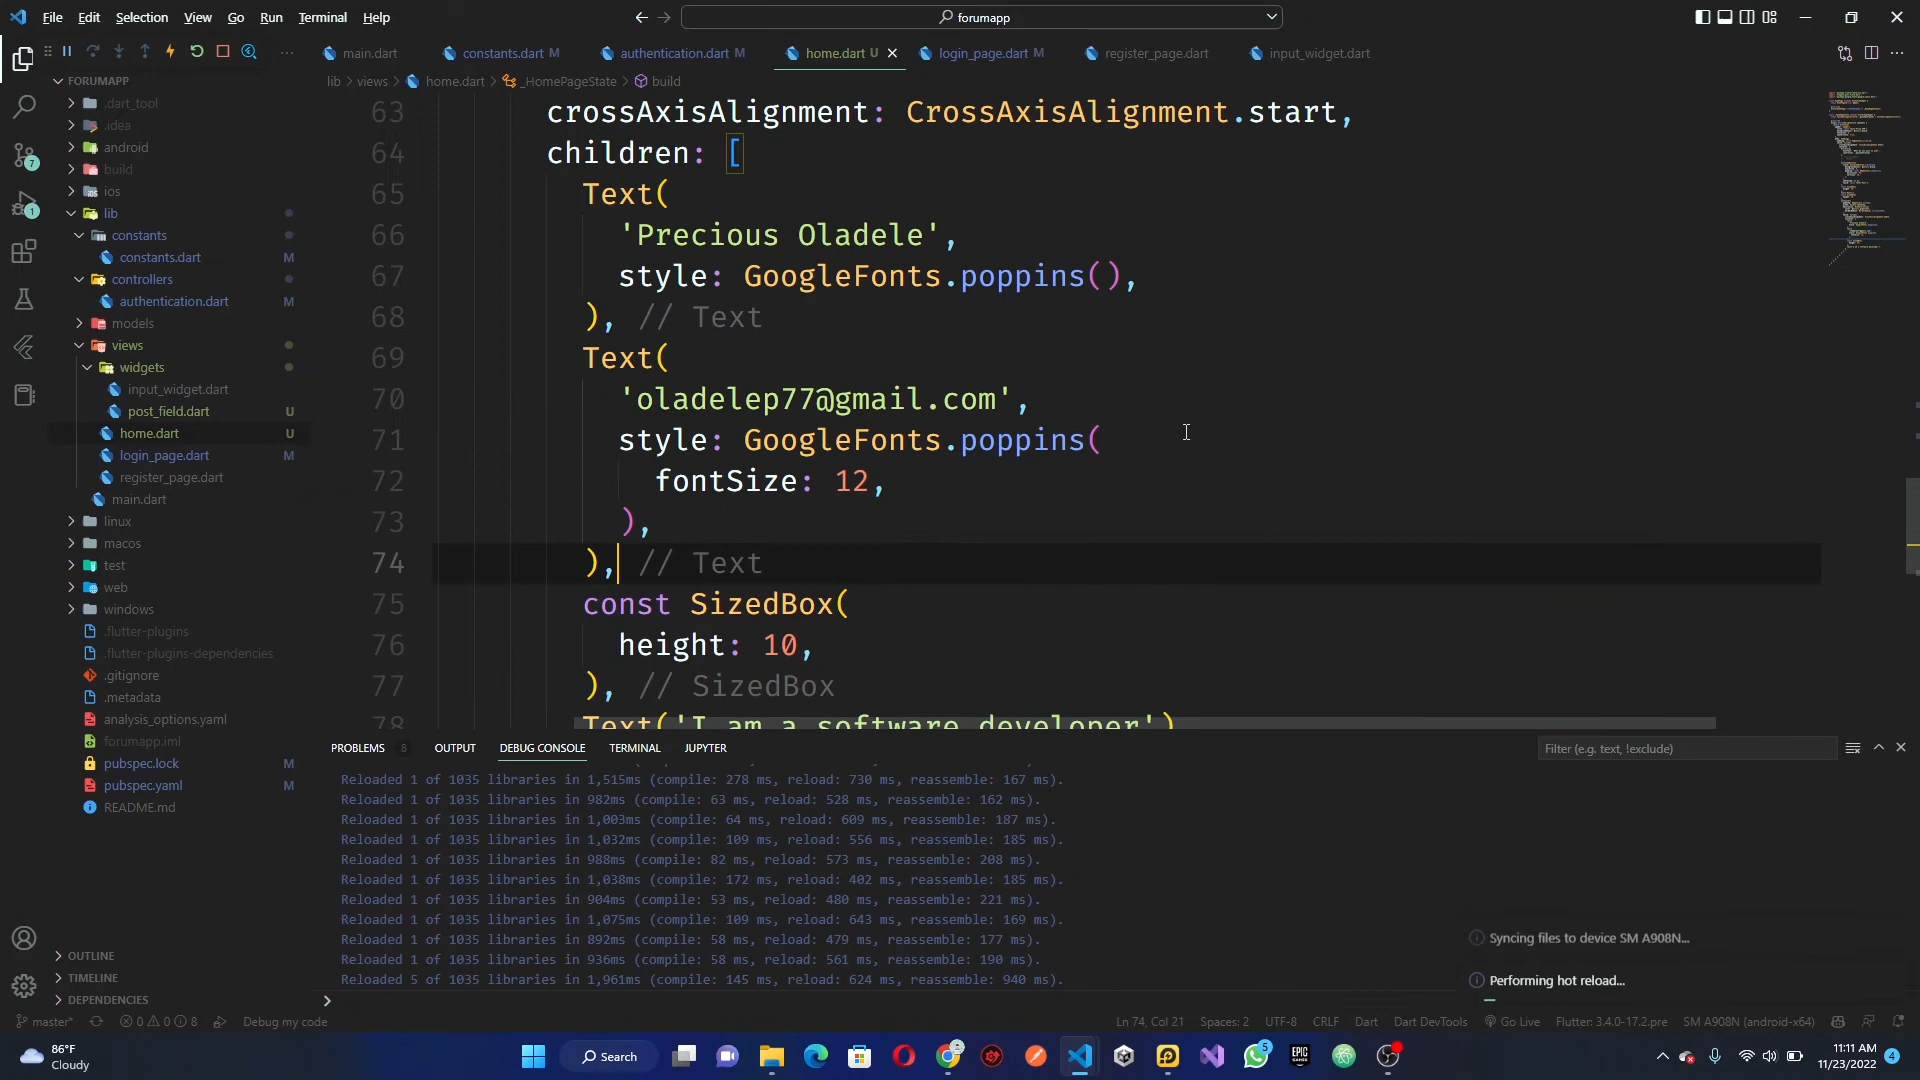 File Edit Selection View Go Run Terminal Help
forumapp
main.dart constants.dart M authentication.dart M home.dart U login_page.dart M register_page.dart input_widget.dart
lib > views > home.dart > _HomePageState > build
FORUMAPP
.dart_tool
.idea
android
build
ios
lib
constants
constants.dart M
controllers
authentication.dart M
models
views
widgets
input_widget.dart
post_field.dart U
home.dart U
login_page.dart M
register_page.dart
main.dart
linux
macos
test
web
windows
.flutter-plugins
.flutter-plugins-dependencies
.gitignore
.metadata
analysis_options.yaml
forumapp.iml
pubspec.lock M
pubspec.yaml M
README.md
OUTLINE
TIMELINE
DEPENDENCIES
7
1
63 crossAxisAlignment: CrossAxisAlignment.start,
64 children: [
65 Text(
66 'Precious Oladele',
67 style: GoogleFonts.poppins(),
68 ), // Text
69 Text(
70 'oladelep77@gmail.com',
71 style: GoogleFonts.poppins(
72 fontSize: 12,
73 ),
74 ), // Text
75 const SizedBox(
76 height: 10,
77 ), // SizedBox
78 Text('I am a software developer')
PROBLEMS 8 OUTPUT DEBUG CONSOLE TERMINAL JUPYTER
Filter (e.g. text, !exclude)
Reloaded 1 of 1035 libraries in 1,515ms (compile: 278 ms, reload: 730 ms, reassemble: 167 ms).
Reloaded 1 of 1035 libraries in 982ms (compile: 63 ms, reload: 528 ms, reassemble: 162 ms).
Reloaded 1 of 1035 libraries in 1,003ms (compile: 64 ms, reload: 609 ms, reassemble: 187 ms).
Reloaded 1 of 1035 libraries in 1,032ms (compile: 109 ms, reload: 556 ms, reassemble: 185 ms).
Reloaded 1 of 1035 libraries in 988ms (compile: 82 ms, reload: 573 ms, reassemble: 208 ms).
Reloaded 1 of 1035 libraries in 1,038ms (compile: 172 ms, reload: 402 ms, reassemble: 185 ms).
Reloaded 1 of 1035 libraries in 904ms (compile: 53 ms, reload: 480 ms, reassemble: 221 ms).
Reloaded 1 of 1035 libraries in 1,075ms (compile: 109 ms, reload: 643 ms, reassemble: 169 ms).
Reloaded 1 of 1035 libraries in 892ms (compile: 58 ms, reload: 479 ms, reassemble: 177 ms).
Reloaded 1 of 1035 libraries in 936ms (compile: 58 ms, reload: 561 ms, reassemble: 190 ms).
Reloaded 5 of 1035 libraries in 1,961ms (compile: 145 ms, reload: 624 ms, reassemble: 940 ms).
Syncing files to device SM A908N...
Performing hot reload...
master* 0 0 8 Debug my code Ln 74, Col 21 Spaces: 2 UTF-8 CRLF Dart Dart DevTools Go Live Flutter: 3.4.0-17.2.pre SM A908N (android-x64)
86°F
Cloudy
Search
5
EPIC GAMES
11:11 AM
11/23/2022
4